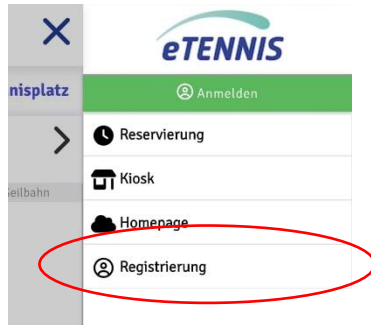 eTENNIS
nisplatz
Anmelden
Reservierung
Kiosk
Seilbahn
Homepage
Registrierung